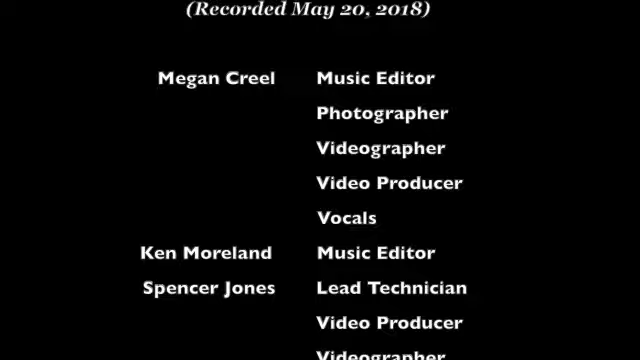 (Recorded May 20, 2018)
Megan Creel Music Editor
Photographer
Videographer
Video Producer
Vocals
Ken Moreland Music Editor
Spencer Jones Lead Technician
Video Producer
Videographer